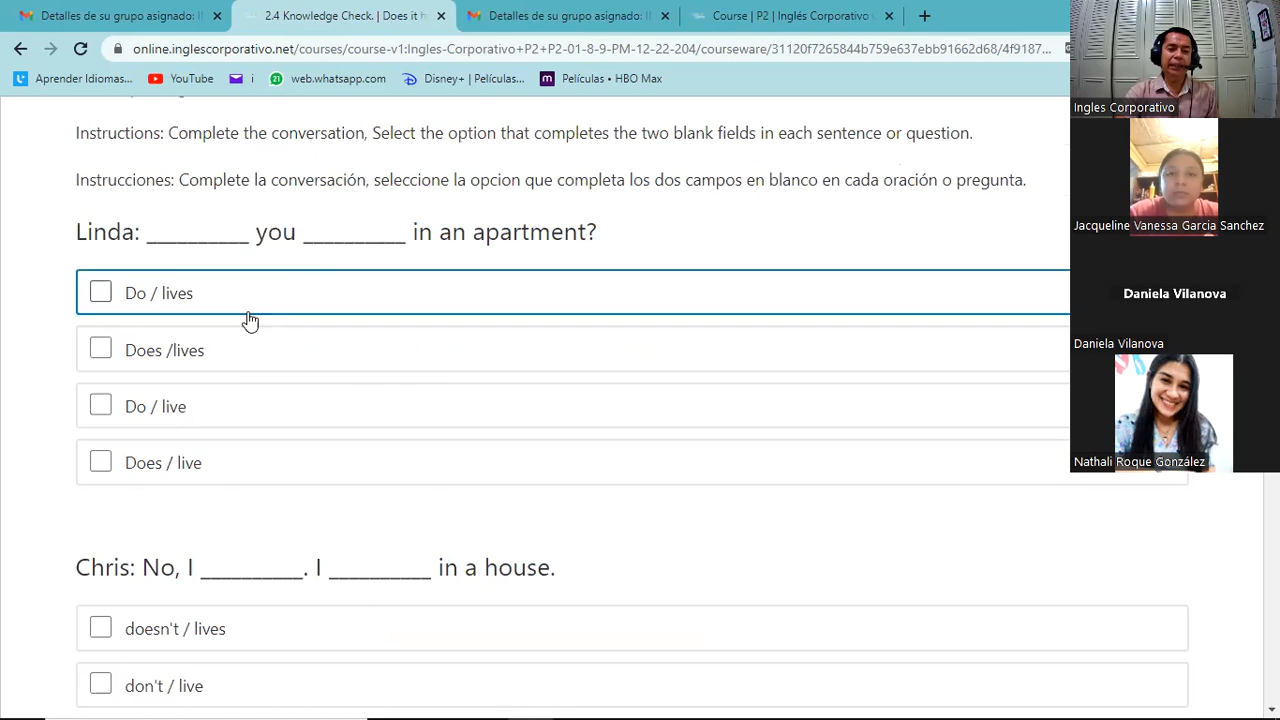 Detalles de su grupo asignado: I
2.4 Knowledge Check. | Does it h
Detalles de su grupo asignado: I
Course | P2 | Inglés Corporativo
online.inglescorporativo.net/courses/course-v1:Ingles-Corporativo+P2+P2-01-8-9-PM-12-22-204/courseware/31120f7265844b759e637ebb91652d68/4f9187...
Aprender Idiomas...
YouTube
i
web.whatsapp.com
Disney+ | Películas...
Películas • HBO Max
Ingles Corporativo
Instructions: Complete the conversation, Select the option that completes the two blank fields in each sentence or question.
Instrucciones: Complete la conversación, seleccione la opción que completa los dos campos en blanco en cada oración o pregunta.
Jacqueline Vanessa Garcia Sanchez
Linda: __________ you __________ in an apartment?
Do / lives
Daniela Vilanova
Daniela Vilanova
Does /lives
Do / live
Does / live
Nathali Roque González
Chris: No, I __________. I __________ in a house.
doesn't / lives
don't / live